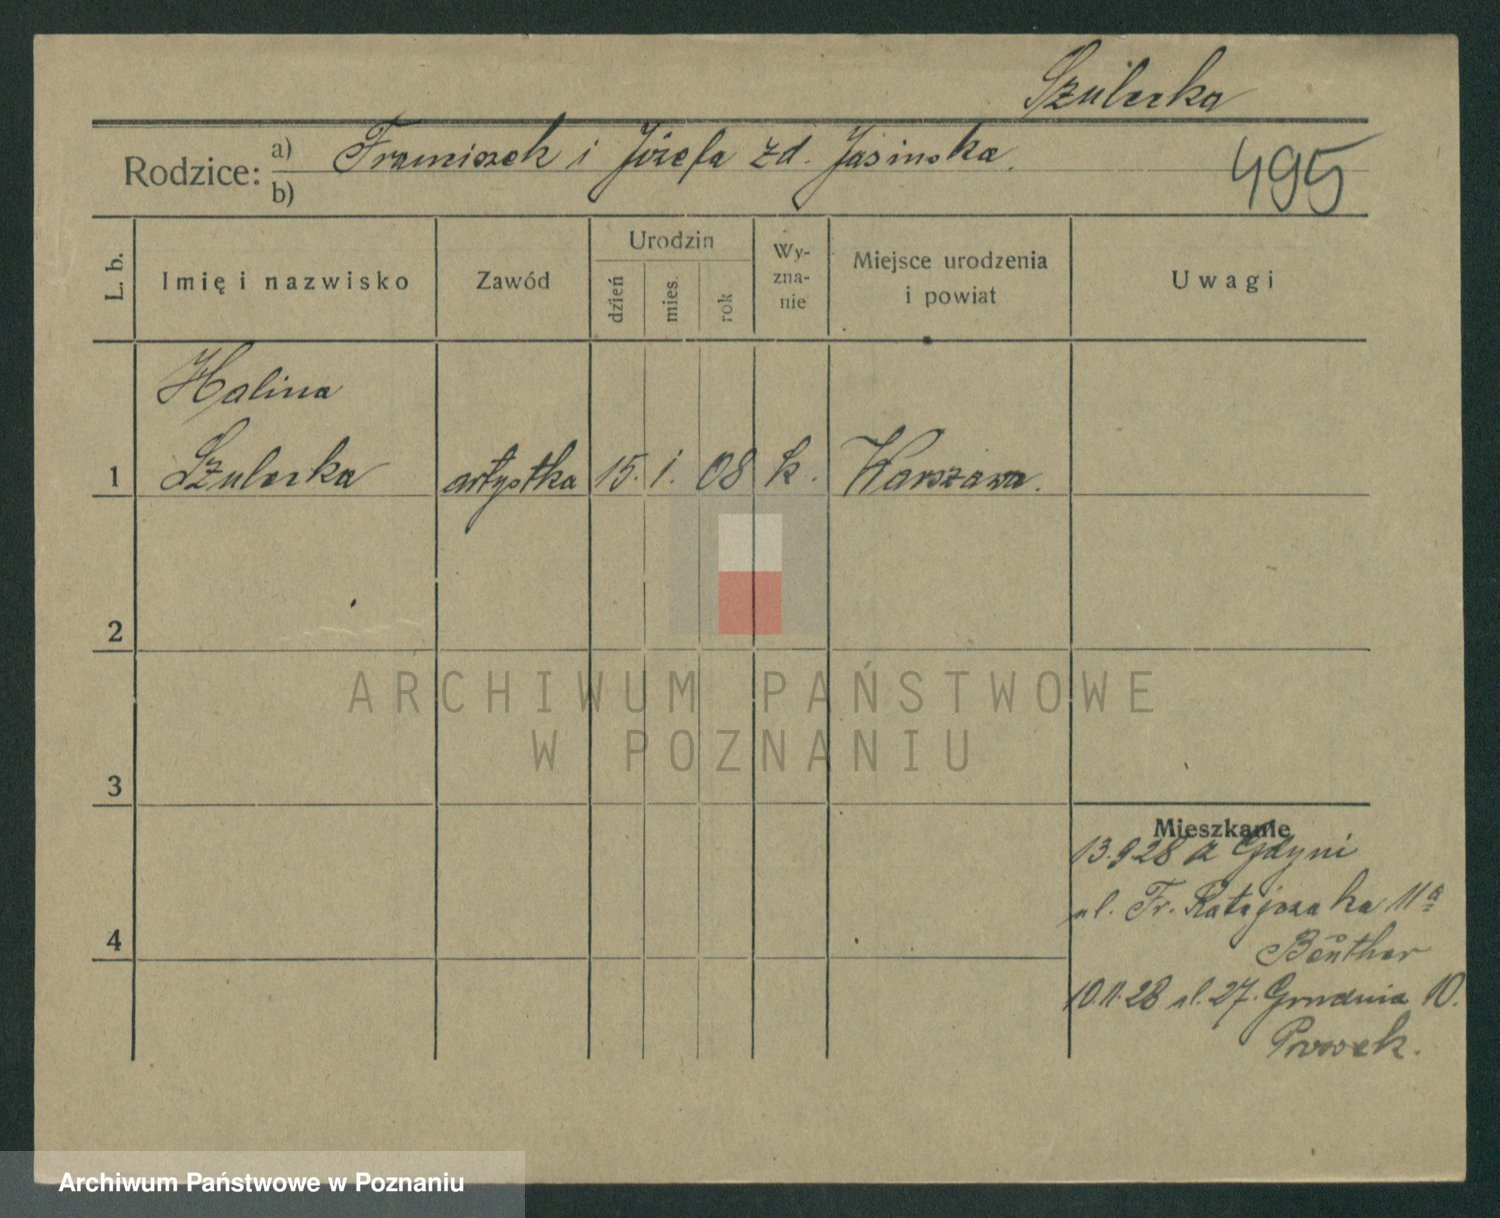 Szulecka
Rodzice: a) Franciszek i Józefa zd. Jasinska.
b)
495
L. b.
Imię i nazwisko
Zawód
Urodzin
dzień
mies.
rok
Wy-
zna-
nie
Miejsce urodzenia
i powiat
Uwagi
Halina
1 Szulecka artystka 15. 1. 08 k. Warszawa.
2
3
4
Mieszkanie
13.9 28 z Gdyni
ul. Fr. Ratajczaka 11a
10.11.28 ul. 27. Grudnia 10.
ARCHIWUM PAŃSTWOWE
W POZNANIU
Archiwum Państwowe w Poznaniu